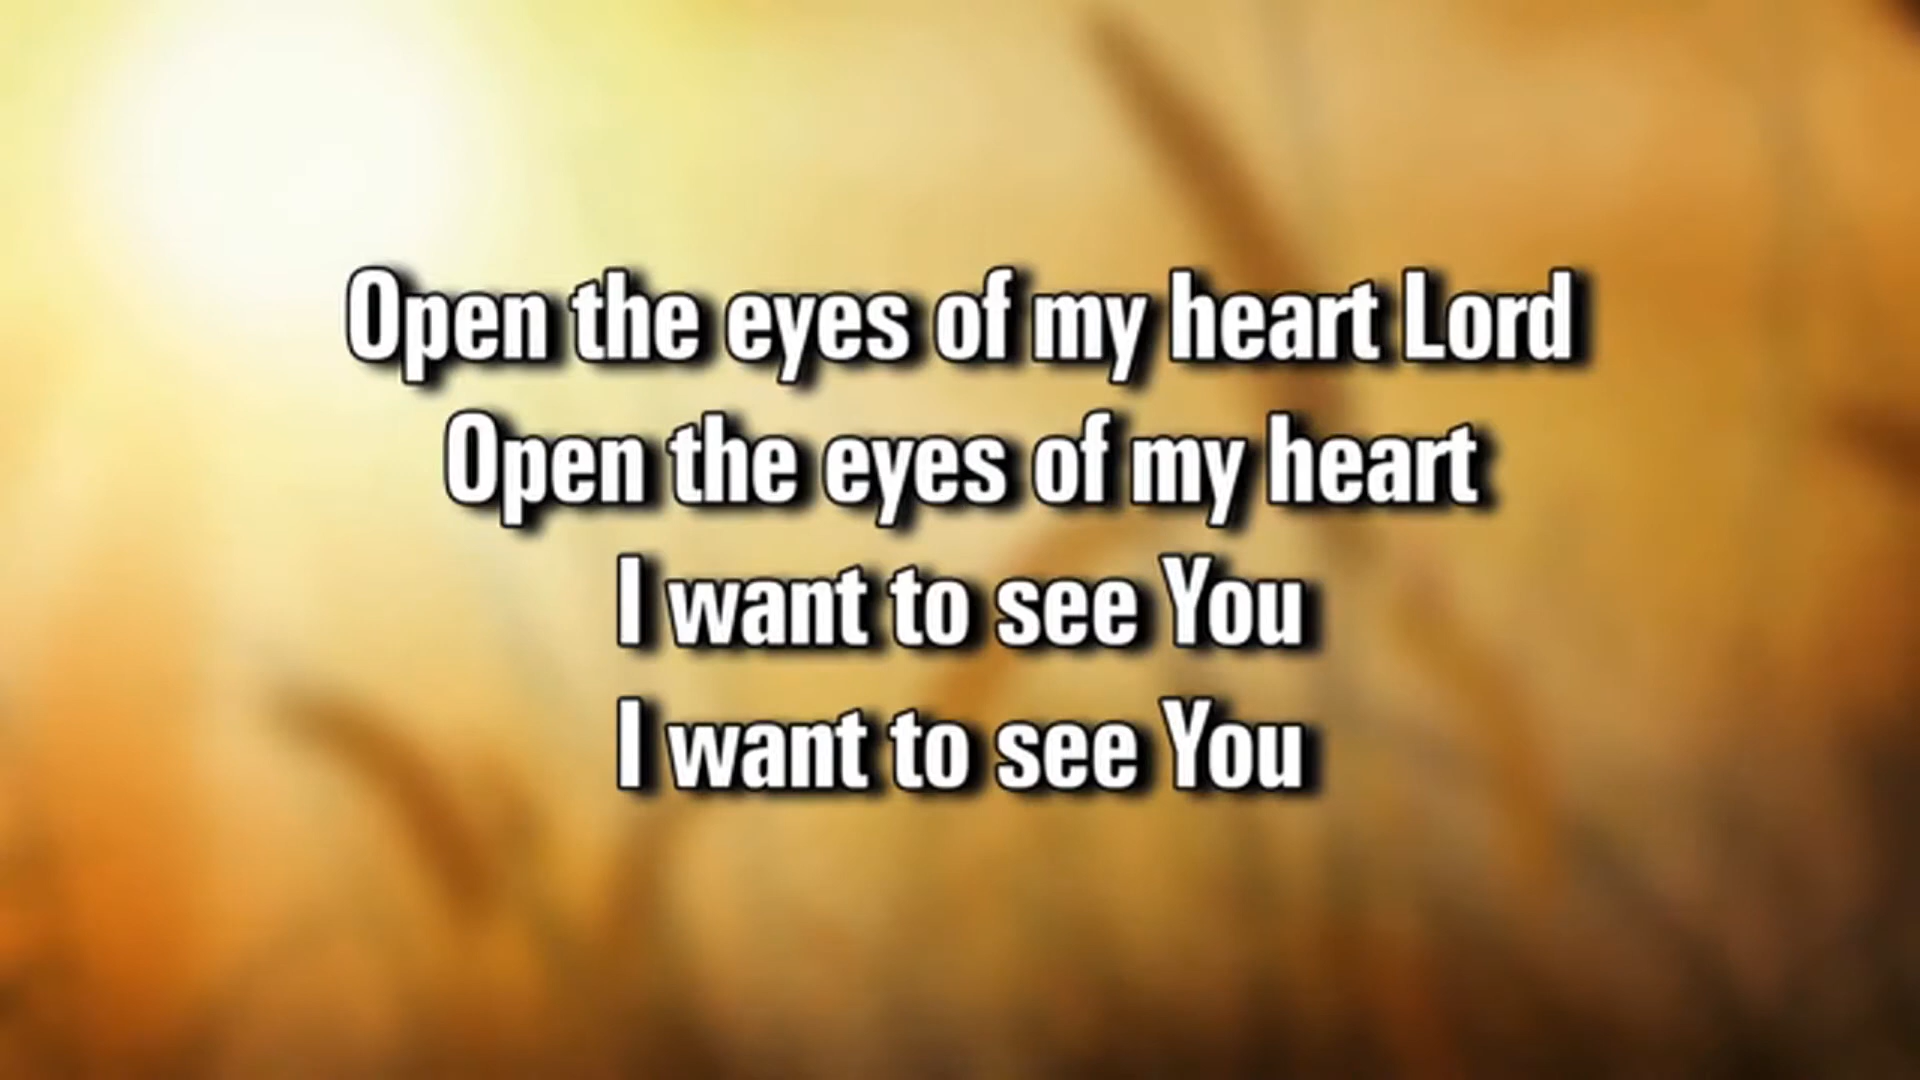 Open the eyes of my heart Lord
Open the eyes of my heart
I want to see You
I want to see You